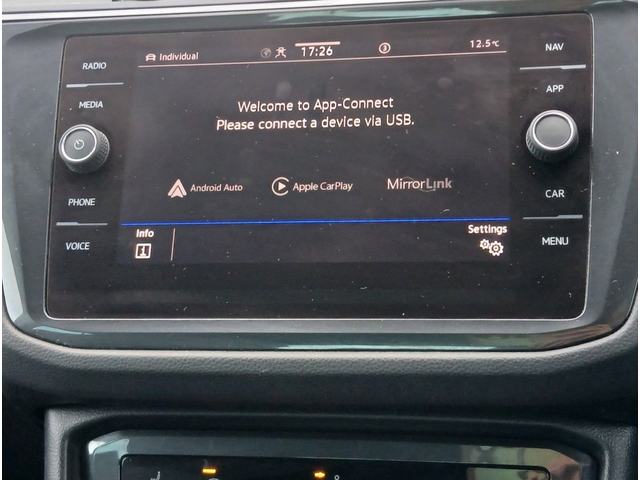 RADIO
MEDIA
PHONE
VOICE
Individual
17:26
3
12.5°C
Welcome to App-Connect
Please connect a device via USB.
Android Auto
Apple CarPlay
MirrorLink
Info
i
Settings
NAV
APP
CAR
MENU